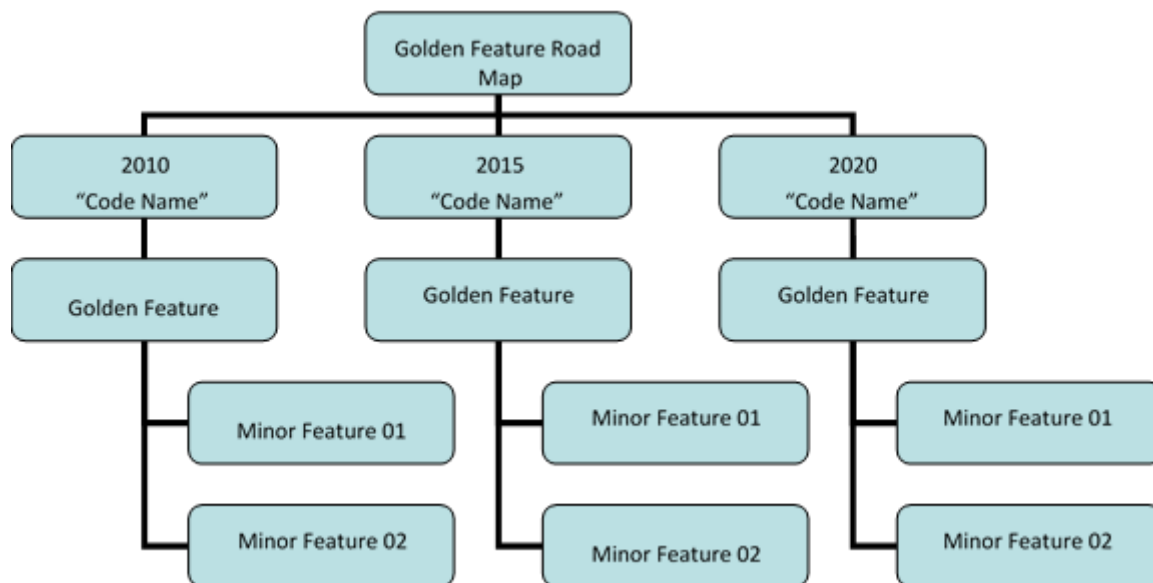 Golden Feature Road
Map
2010
“Code Name”
2015
“Code Name”
2020
“Code Name”
Golden Feature
Golden Feature
Golden Feature
Minor Feature 01
Minor Feature 01
Minor Feature 01
Minor Feature 02
Minor Feature 02
Minor Feature 02